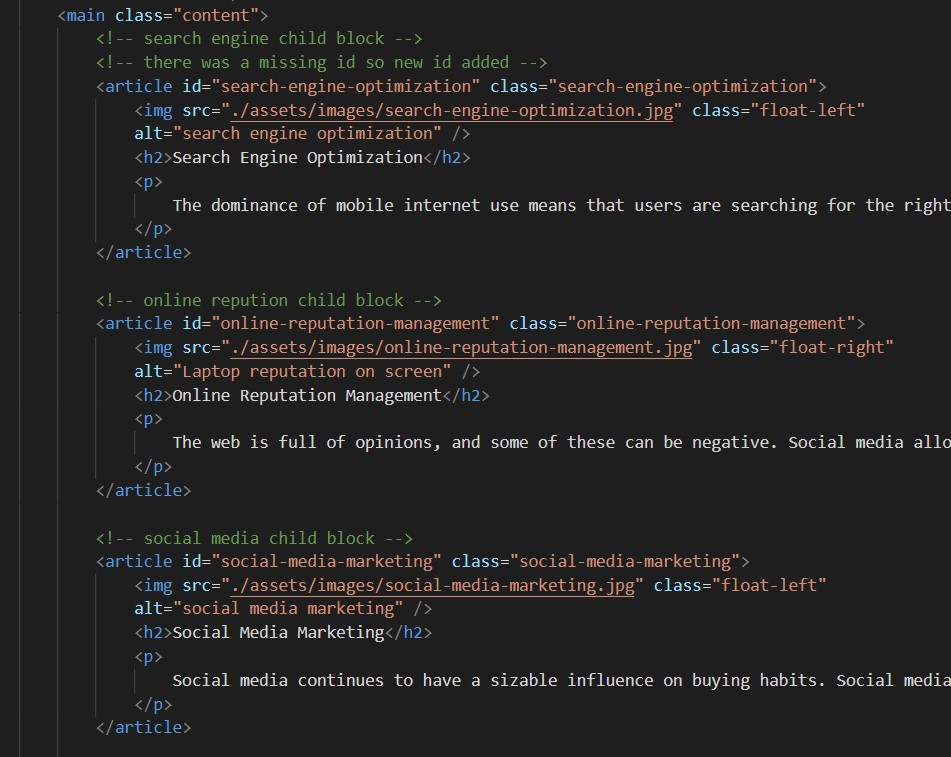 <main class="content">
<!-- search engine child block -->
<!-- there was a missing id so new id added -->
<article id="search-engine-optimization" class="search-engine-optimization">
<img src="./assets/images/search-engine-optimization.jpg" class="float-left"
alt="search engine optimization" />
<h2>Search Engine Optimization</h2>
<p>
The dominance of mobile internet use means that users are searching for the right
</p>
</article>
<!-- online repution child block -->
<article id="online-reputation-management" class="online-reputation-management">
<img src="./assets/images/online-reputation-management.jpg" class="float-right"
alt="Laptop reputation on screen" />
<h2>Online Reputation Management</h2>
<p>
The web is full of opinions, and some of these can be negative. Social media allo
</p>
</article>
<!-- social media child block -->
<article id="social-media-marketing" class="social-media-marketing">
<img src="./assets/images/social-media-marketing.jpg" class="float-left"
alt="social media marketing" />
<h2>Social Media Marketing</h2>
<p>
Social media continues to have a sizable influence on buying habits. Social media
</p>
</article>